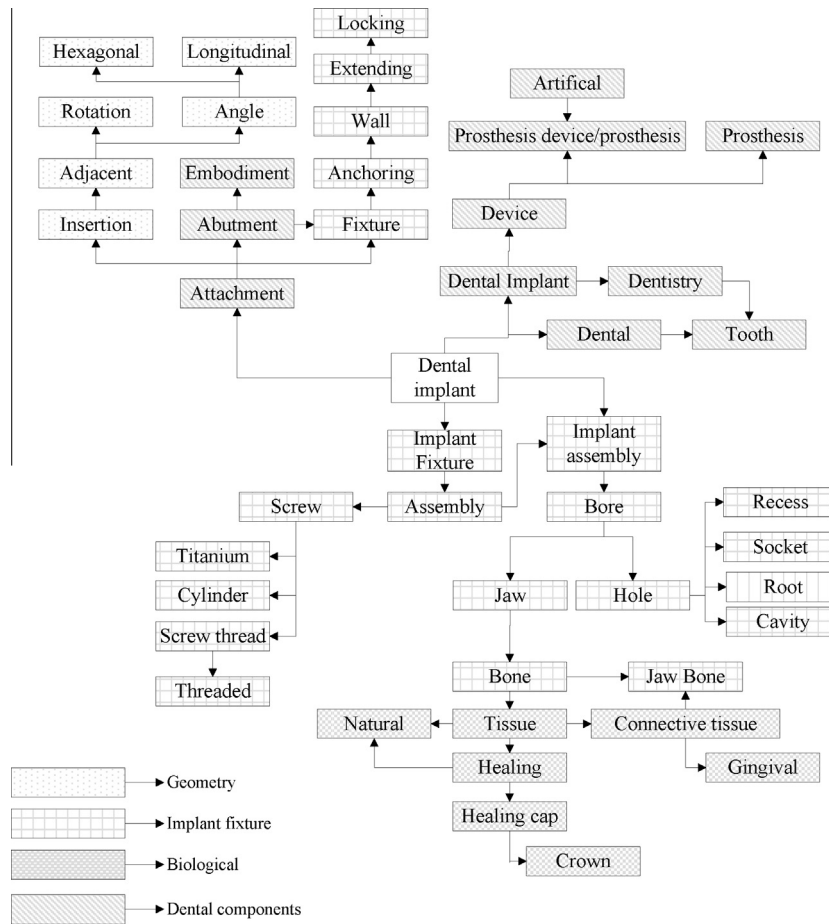 Locking
Hexagonal
Longitudinal
Extending
Artifical
Rotation
Angle
Wall
Prosthesis device/prosthesis
Prosthesis
Adjacent
Embodiment
Anchoring
Device
Insertion
Abutment
Fixture
Attachment
Dental Implant
Dentistry
Dental
Tooth
Dental
implant
Implant
Fixture
Implant
assembly
Screw
Assembly
Bore
Recess
Socket
Titanium
Cylinder
Jaw
Hole
Root
Cavity
Screw thread
Threaded
Bone
Jaw Bone
Natural
Tissue
Connective tissue
Healing
Gingival
Healing cap
Crown
Geometry
Implant fixture
Biological
Dental components